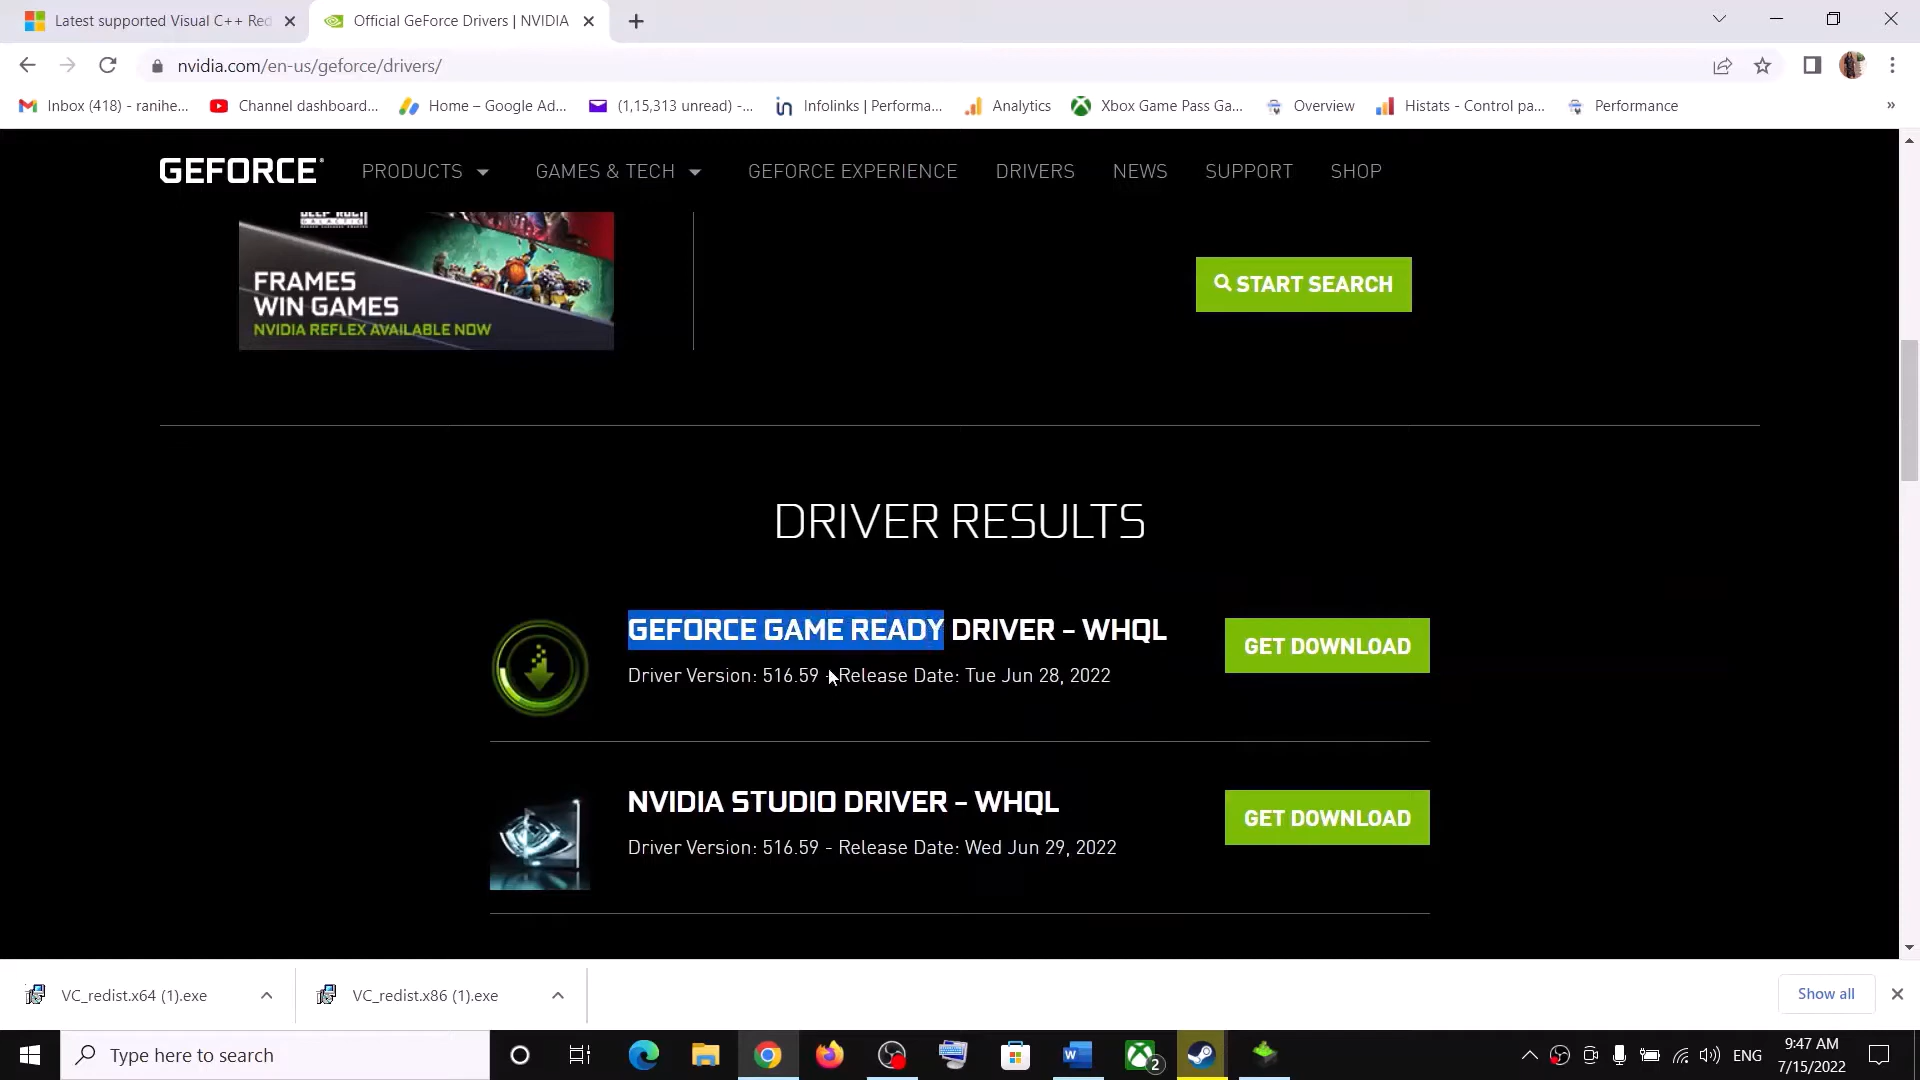 Latest supported Visual C++ Red
Official GeForce Drivers | NVIDIA
nvidia.com/en-us/geforce/drivers/
Inbox (418) - ranihe...
Channel dashboard...
Home – Google Ad...
(1,15,313 unread) -...
Infolinks | Performa...
Analytics
Xbox Game Pass Ga...
Overview
Histats - Control pa...
Performance
»
GEFORCE
PRODUCTS
GAMES & TECH
GEFORCE EXPERIENCE
DRIVERS
NEWS
SUPPORT
SHOP
DEEP ROCK
GALACTIC
FRAMES
WIN GAMES
NVIDIA REFLEX AVAILABLE NOW
START SEARCH
DRIVER RESULTS
GEFORCE GAME READY DRIVER - WHQL
Driver Version: 516.59 - Release Date: Tue Jun 28, 2022
GET DOWNLOAD
NVIDIA STUDIO DRIVER - WHQL
Driver Version: 516.59 - Release Date: Wed Jun 29, 2022
GET DOWNLOAD
VC_redist.x64 (1).exe
VC_redist.x86 (1).exe
Show all
Type here to search
2
ENG
9:47 AM
7/15/2022